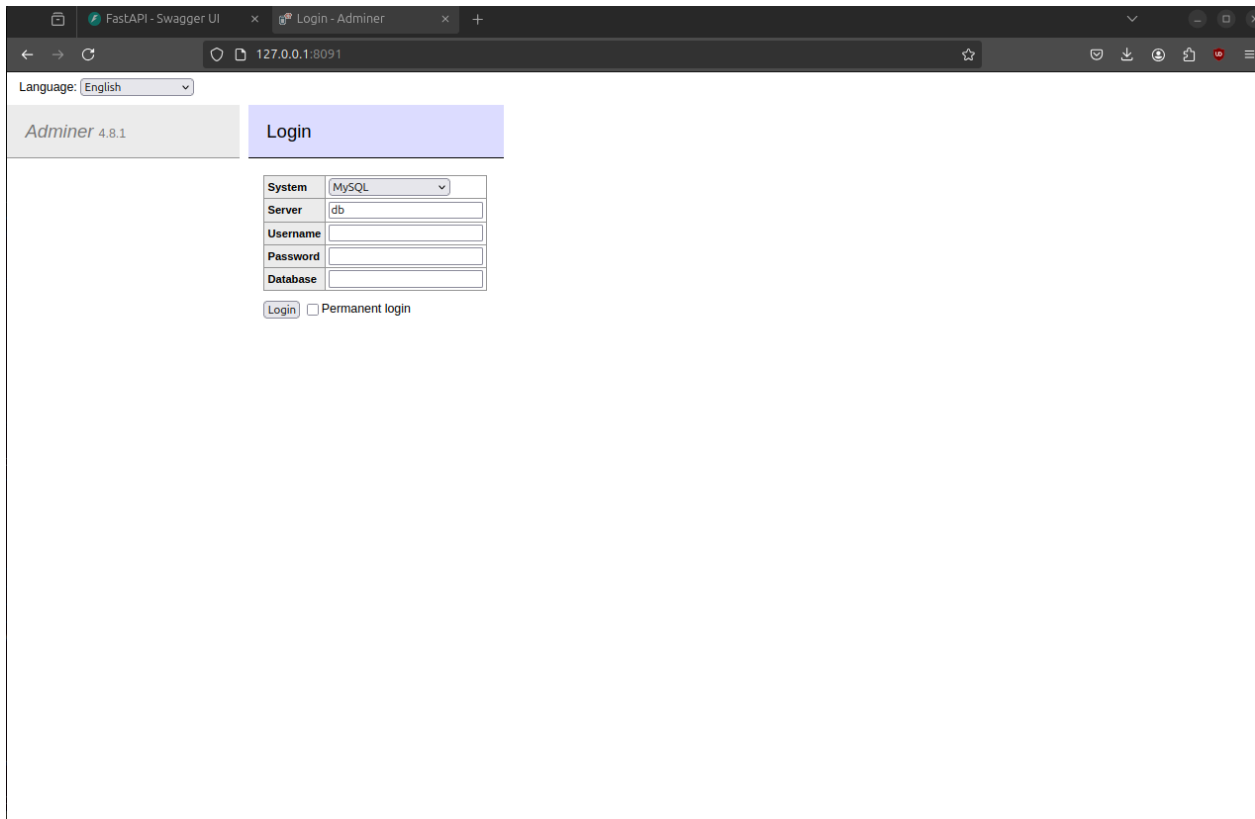 FastAPI - Swagger UI
Login - Adminer
127.0.0.1:8091
Language: English
Adminer 4.8.1
Login
System MySQL
Server db
Username
Password
Database
Login Permanent login